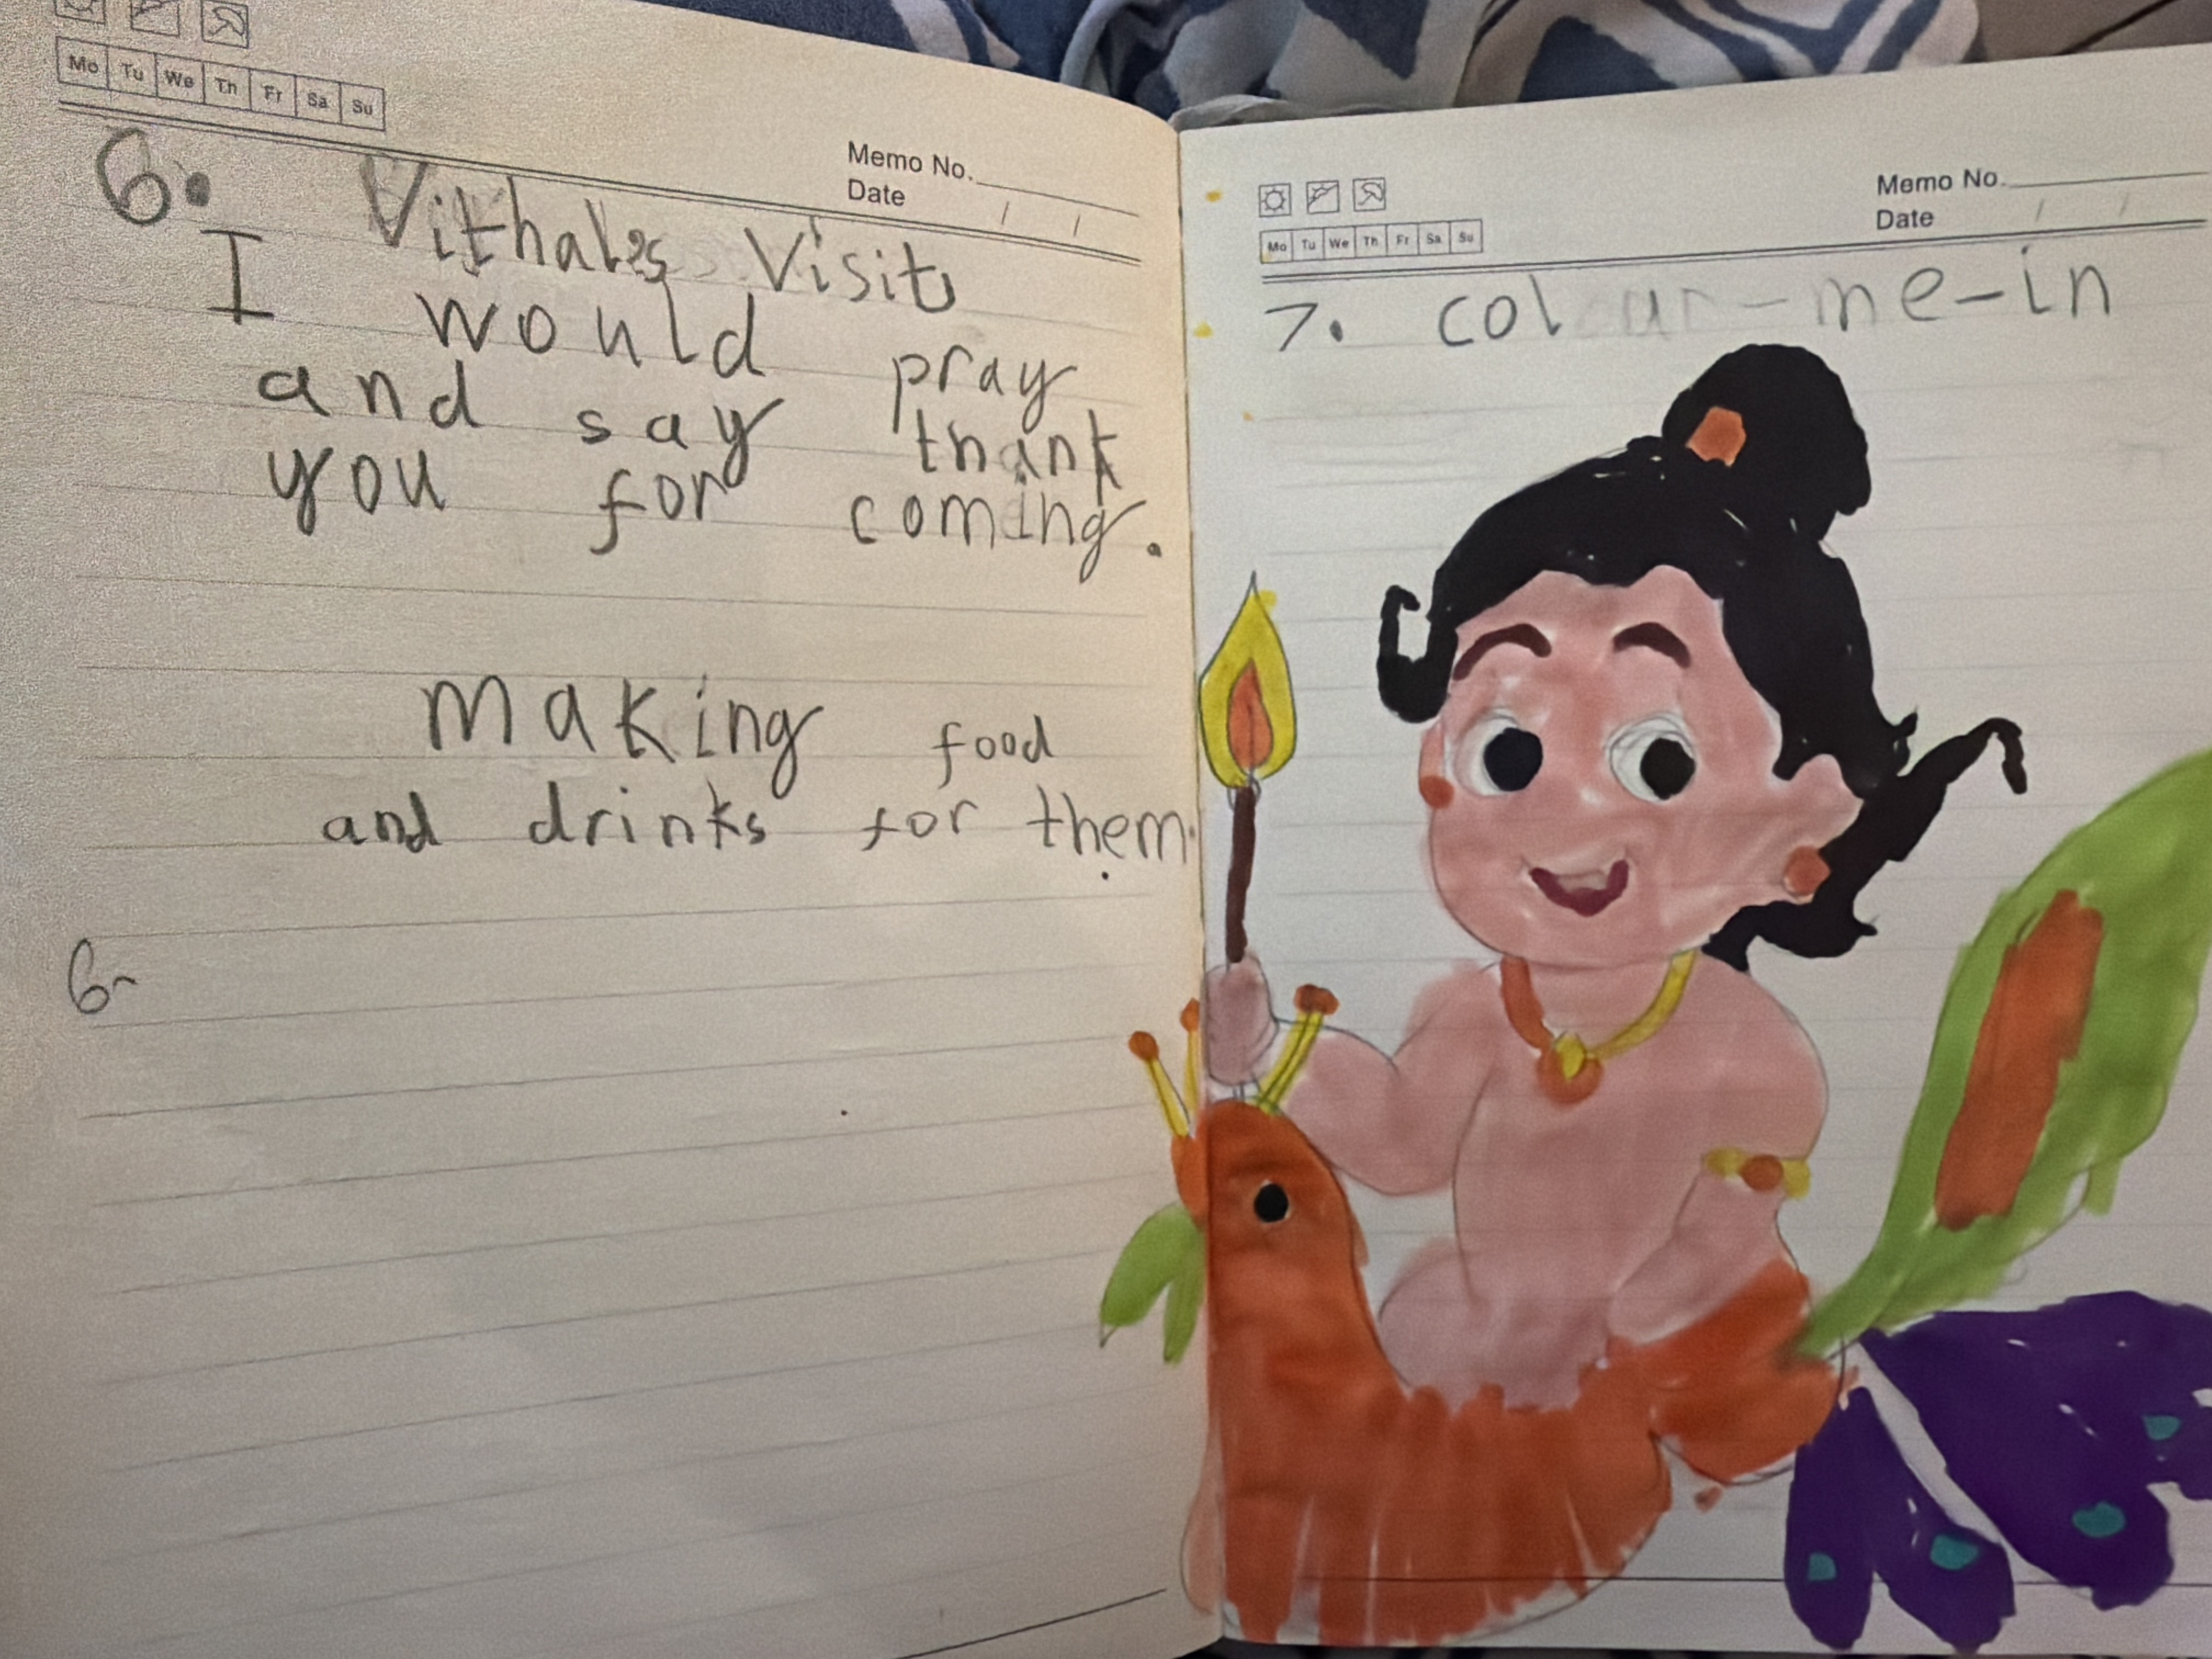 Mo Tu We Th Fr Sa Su
Memo No.
Date / /
6. Vithal's Visit
I would pray
and say thank
you for coming.
making food
and drinks for them.
6-
Memo No.
Date / /
Mo Tu We Th Fr Sa Su
7. colour-me-in